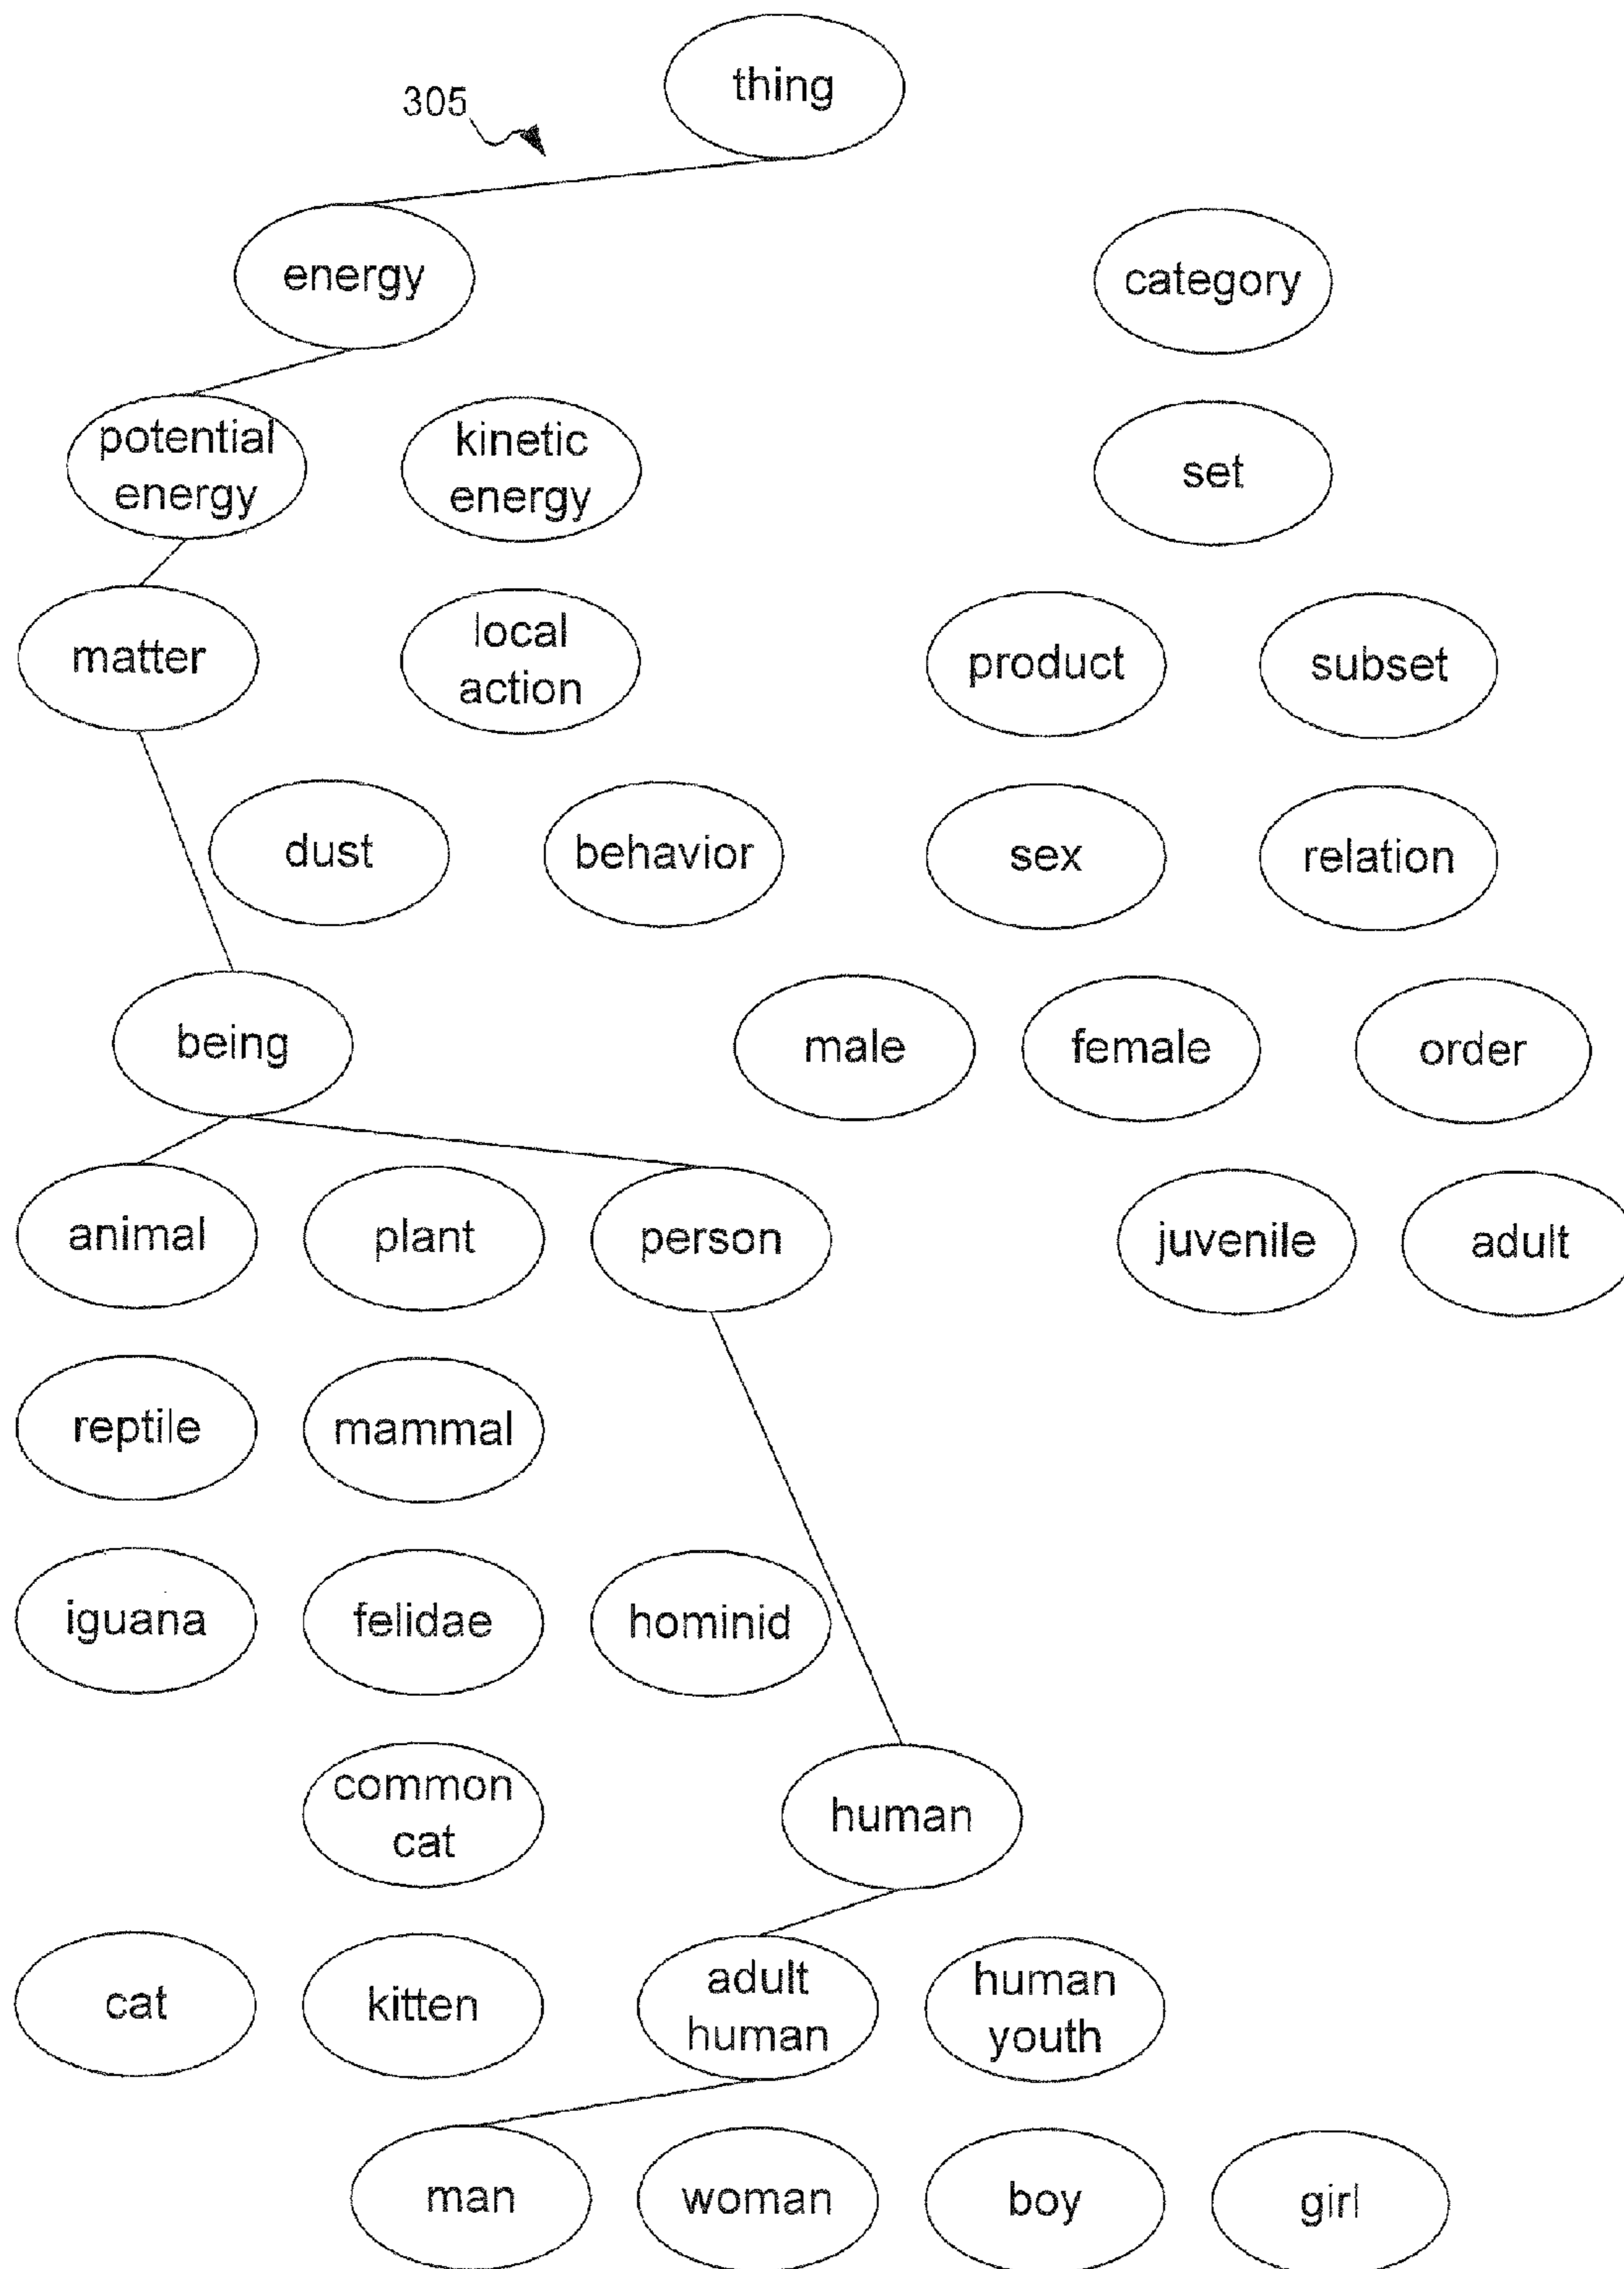 thing
305
energy
category
potential
energy
kinetic
energy
set
matter
local
action
product
subset
dust
behavior
sex
relation
being
male
female
order
animal
plant
person
juvenile
adult
reptile
mammal
iguana
felidae
hominid
common
cat
human
cat
kitten
adult
human
human
youth
man
woman
boy
girl